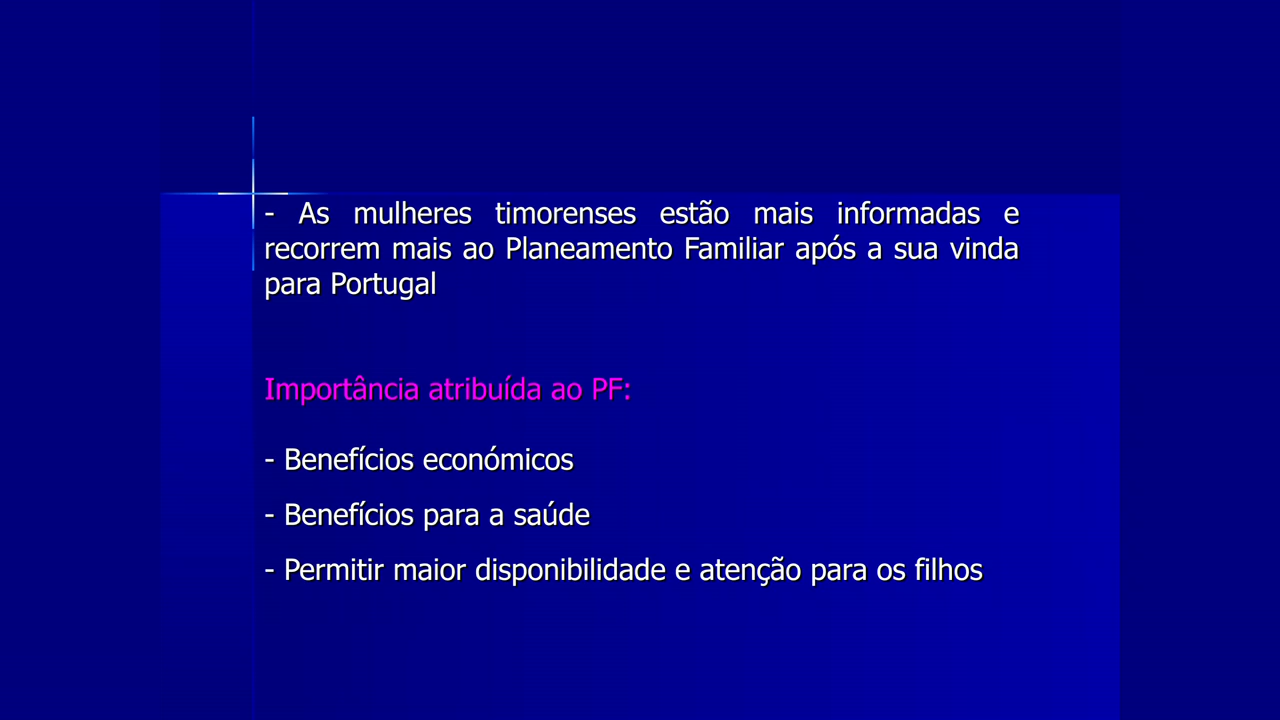 - As mulheres timorenses estão mais informadas e
recorrem mais ao Planeamento Familiar após a sua vinda
para Portugal
Importância atribuída ao PF:
- Benefícios económicos
- Benefícios para a saúde
- Permitir maior disponibilidade e atenção para os filhos